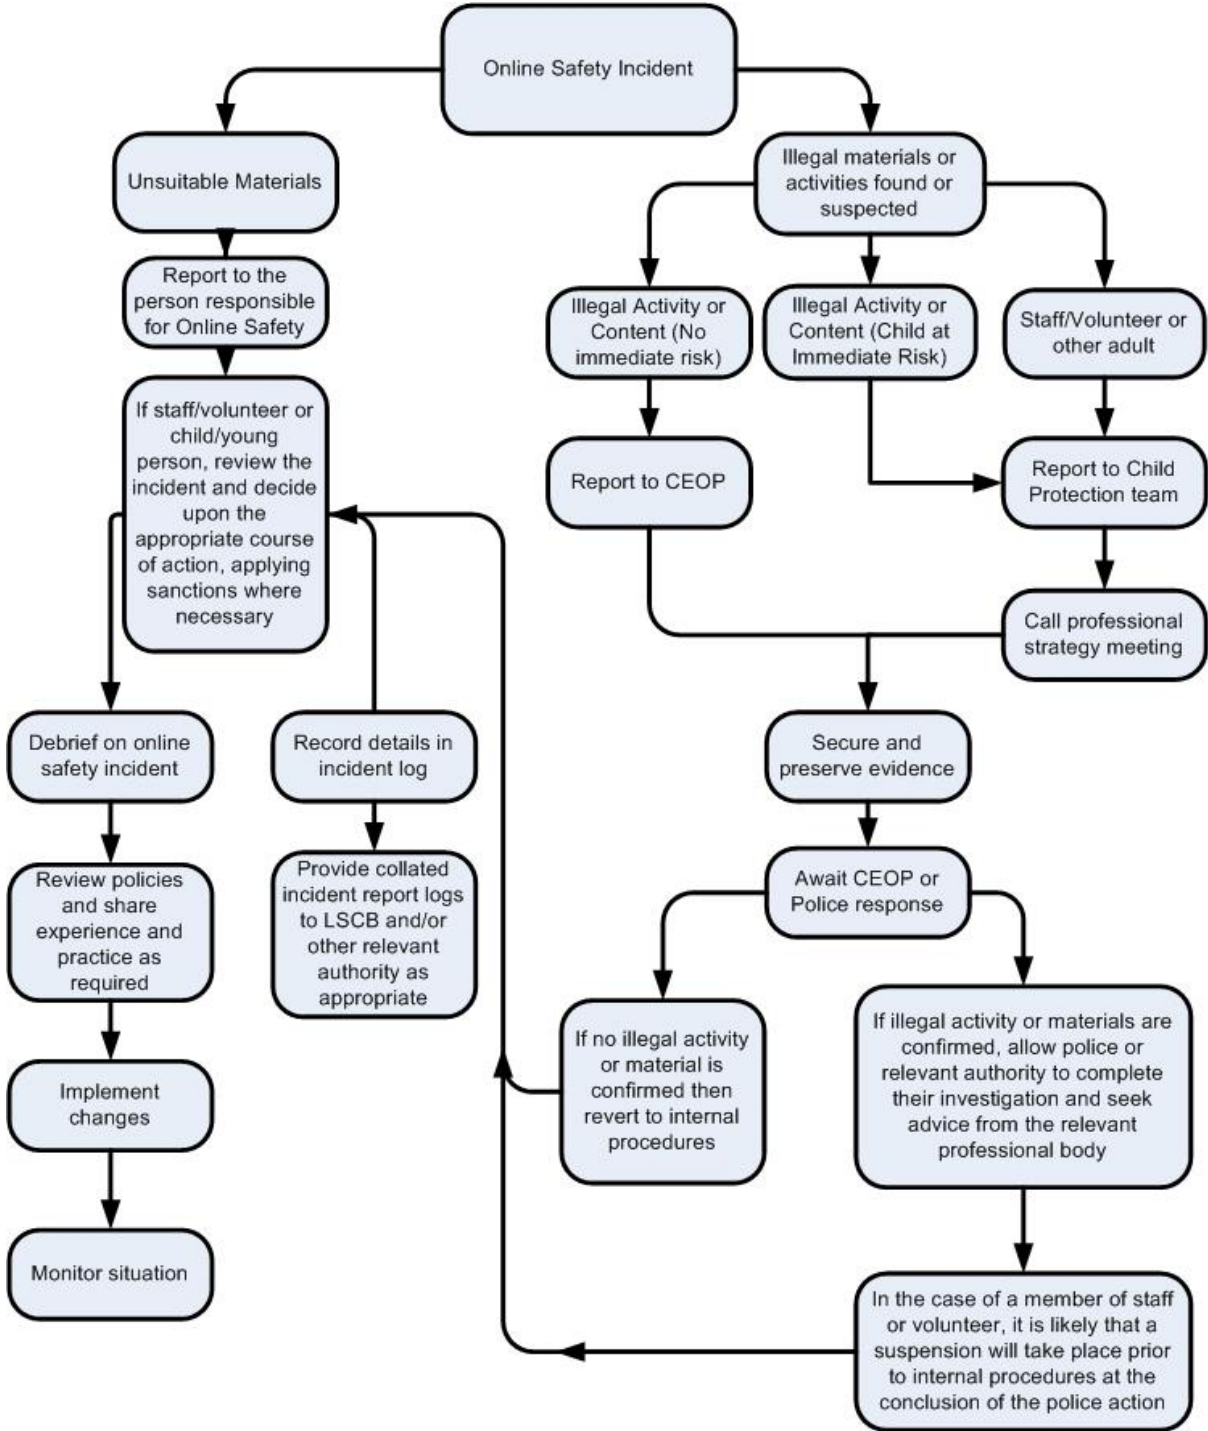 Online Safety Incident
Unsuitable Materials
Report to the
person responsible
for Online Safety
If staff/volunteer or
child/young
person, review the
incident and decide
upon the
appropriate course
of action, applying
sanctions where
necessary
Debrief on online
safety incident
Review policies
and share
experience and
practice as
required
Implement
changes
Monitor situation
Record details in
incident log
Provide collated
incident report logs
to LSCB and/or
other relevant
authority as
appropriate
Illegal materials or
activities found or
suspected
Illegal Activity or
Content (No
immediate risk)
Illegal Activity or
Content (Child at
Immediate Risk)
Staff/Volunteer or
other adult
Report to CEOP
Report to Child
Protection team
Call professional
strategy meeting
Secure and
preserve evidence
Await CEOP or
Police response
If no illegal activity
or material is
confirmed then
revert to internal
procedures
If illegal activity or materials are
confirmed, allow police or
relevant authority to complete
their investigation and seek
advice from the relevant
professional body
In the case of a member of staff
or volunteer, it is likely that a
suspension will take place prior
to internal procedures at the
conclusion of the police action